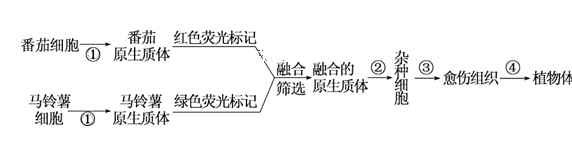 番茄细胞
①
番茄
原生质体
红色荧光标记
马铃薯
细胞
①
马铃薯
原生质体
绿色荧光标记
融合
筛选
融合的
原生质体
②
杂种细胞
③
愈伤组织
④
植物体